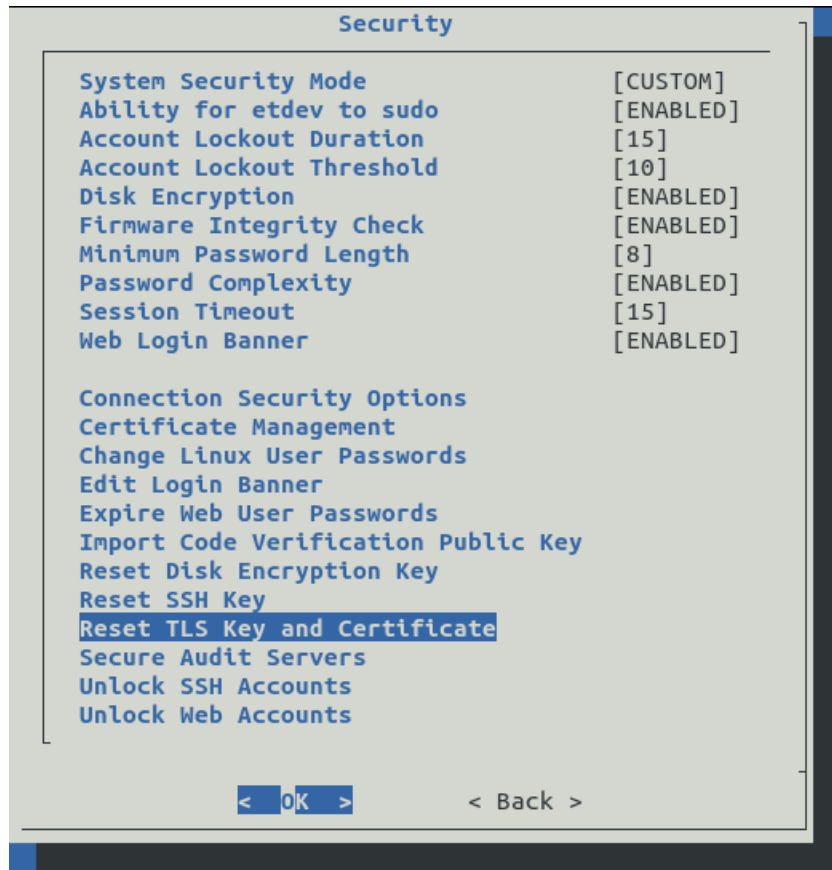 Security
System Security Mode [CUSTOM]
Ability for etdev to sudo [ENABLED]
Account Lockout Duration [15]
Account Lockout Threshold [10]
Disk Encryption [ENABLED]
Firmware Integrity Check [ENABLED]
Minimum Password Length [8]
Password Complexity [ENABLED]
Session Timeout [15]
Web Login Banner [ENABLED]
Connection Security Options
Certificate Management
Change Linux User Passwords
Edit Login Banner
Expire Web User Passwords
Import Code Verification Public Key
Reset Disk Encryption Key
Reset SSH Key
Reset TLS Key and Certificate
Secure Audit Servers
Unlock SSH Accounts
Unlock Web Accounts
<  OK  > < Back >